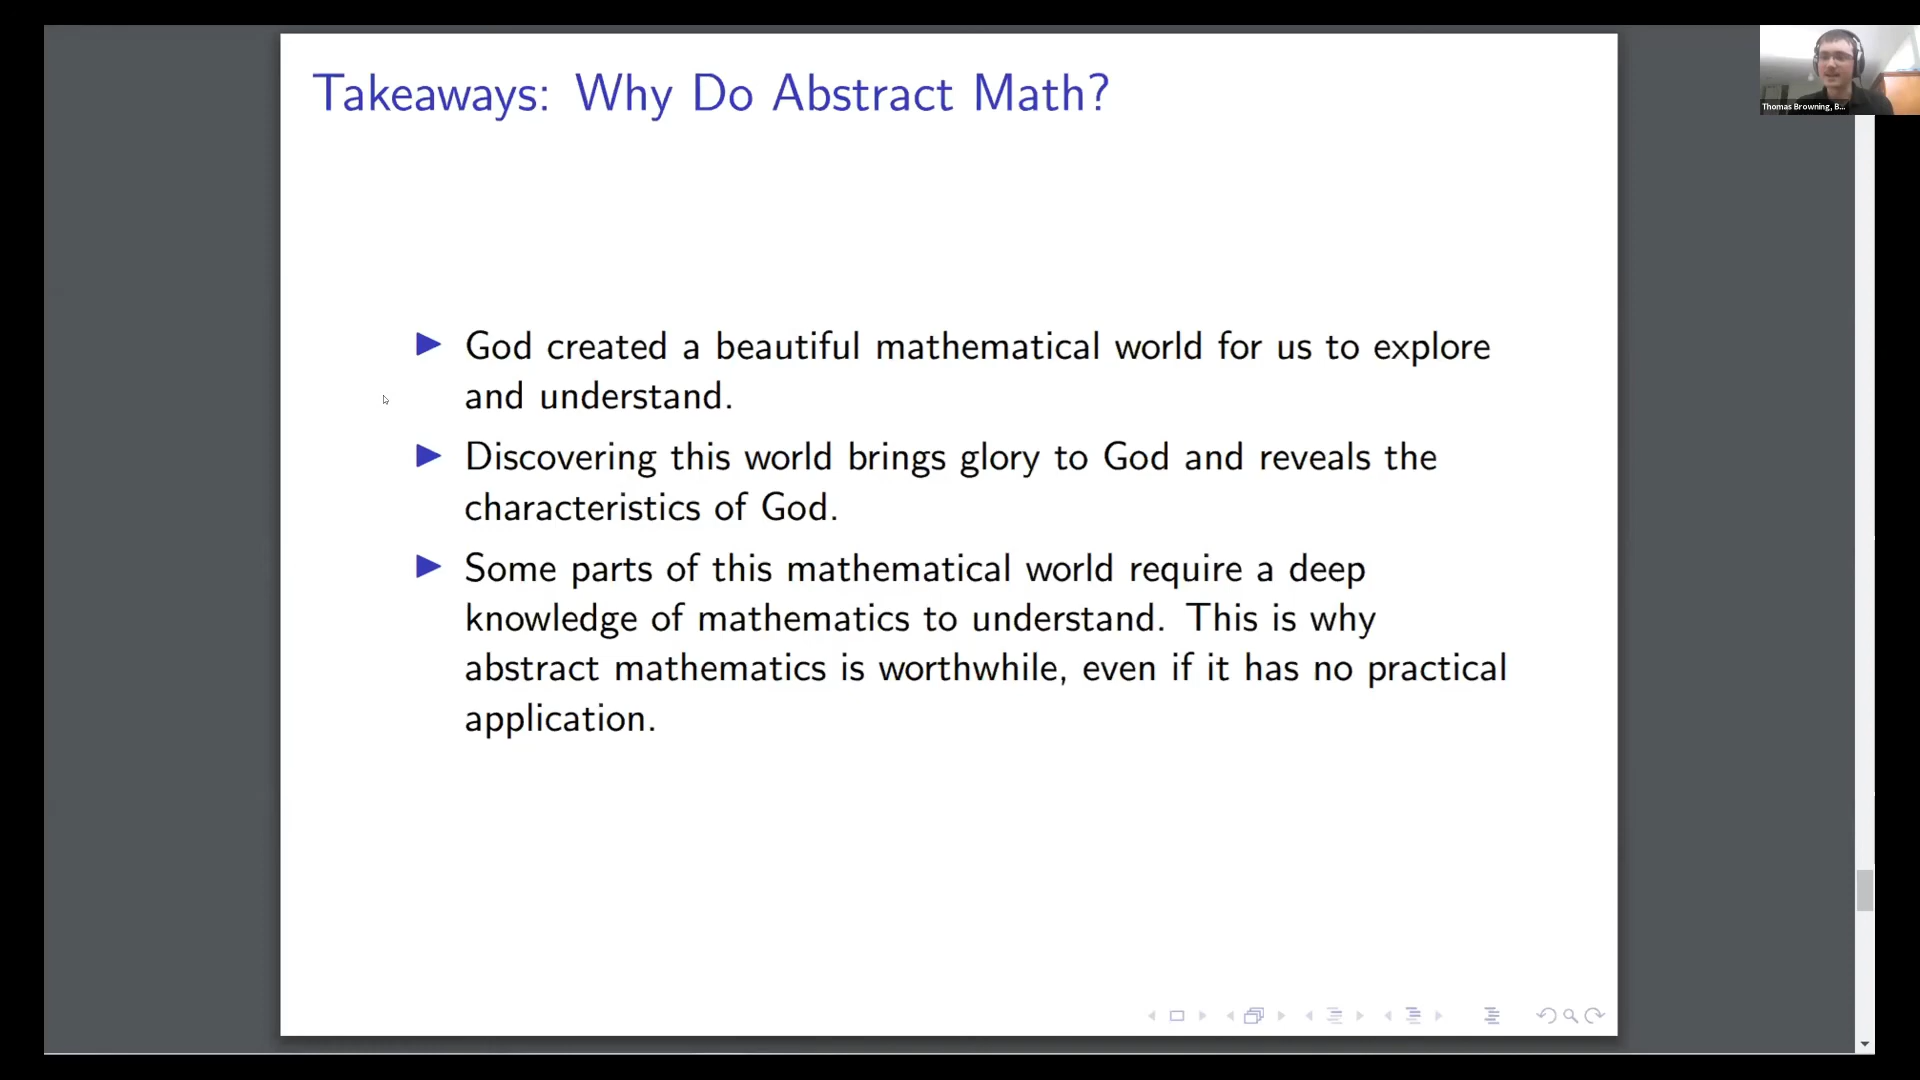 Takeaways: Why Do Abstract Math?
Thomas Browning, B...
God created a beautiful mathematical world for us to explore
and understand.
Discovering this world brings glory to God and reveals the
characteristics of God.
Some parts of this mathematical world require a deep
knowledge of mathematics to understand. This is why
abstract mathematics is worthwhile, even if it has no practical
application.